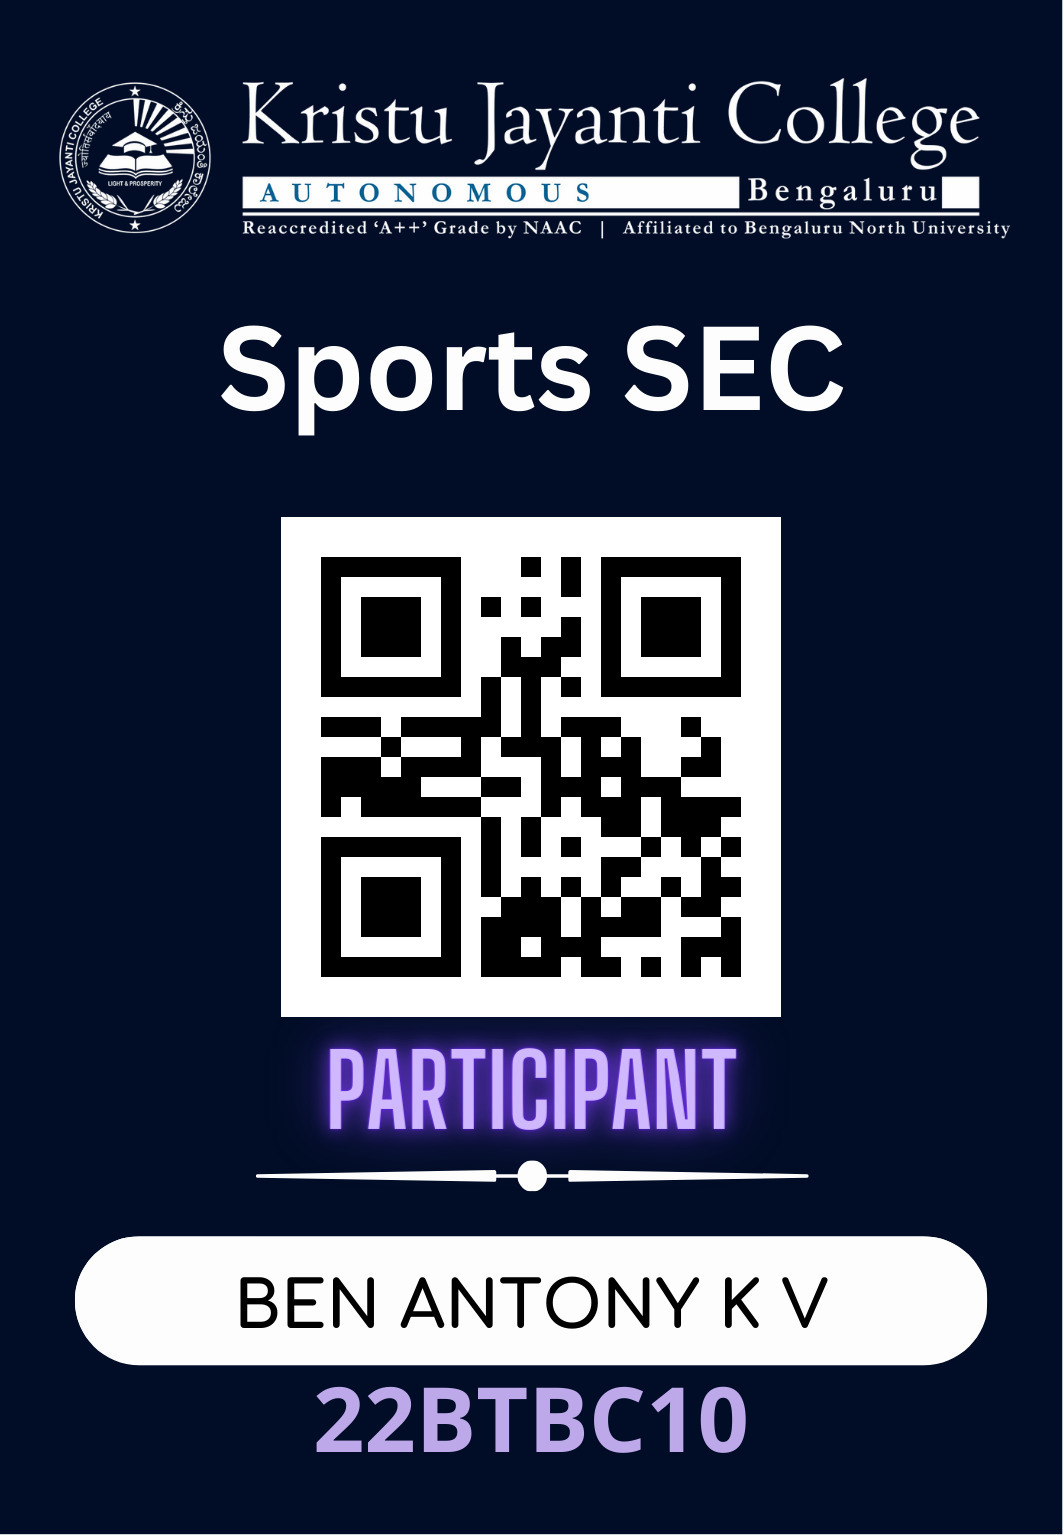 KRISTU JAYANTI COLLEGE
LIGHT & PROSPERITY
Kristu Jayanti College
AUTONOMOUS
Bengaluru
Reaccredited ‘A++’ Grade by NAAC | Affiliated to Bengaluru North University
Sports SEC
PARTICIPANT
BEN ANTONY K V
22BTBC10